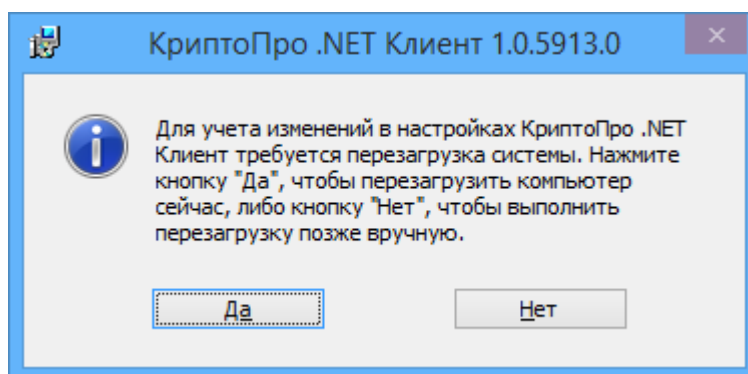 КриптоПро .NET Клиент 1.0.5913.0
Для учета изменений в настройках КриптоПро .NET
Клиент требуется перезагрузка системы. Нажмите
кнопку "Да", чтобы перезагрузить компьютер
сейчас, либо кнопку "Нет", чтобы выполнить
перезагрузку позже вручную.
Да
Нет